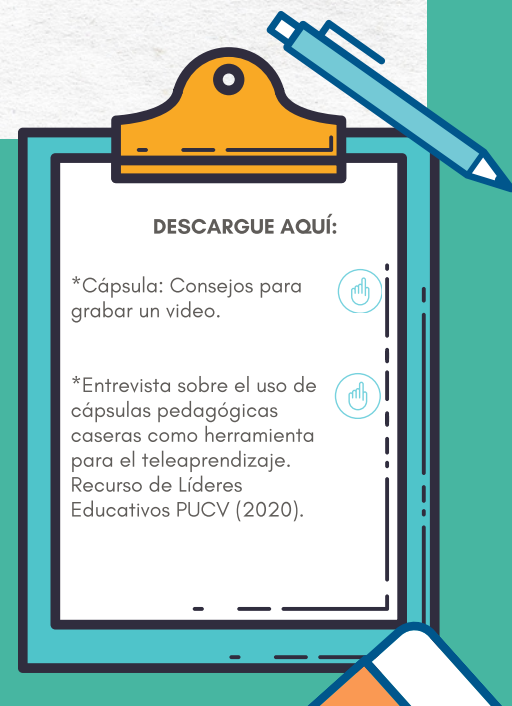 DESCARGUE AQUÍ:
*Cápsula: Consejos para
grabar un video.
*Entrevista sobre el uso de
cápsulas pedagógicas
caseras como herramienta
para el teleaprendizaje.
Recurso de Líderes
Educativos PUCV (2020).